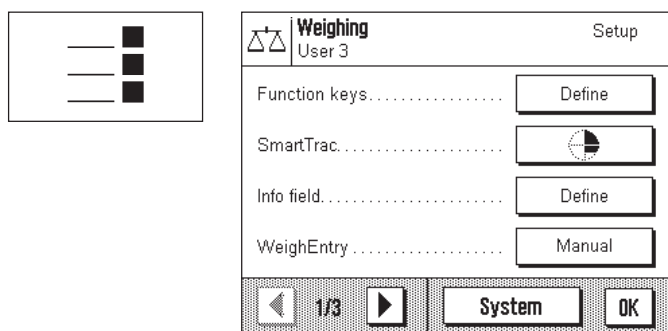 Weighing
User 3
Setup
Function keys................. Define
SmartTrac.....................
Info field....................... Define
WeighEntry................... Manual
1/3 System OK